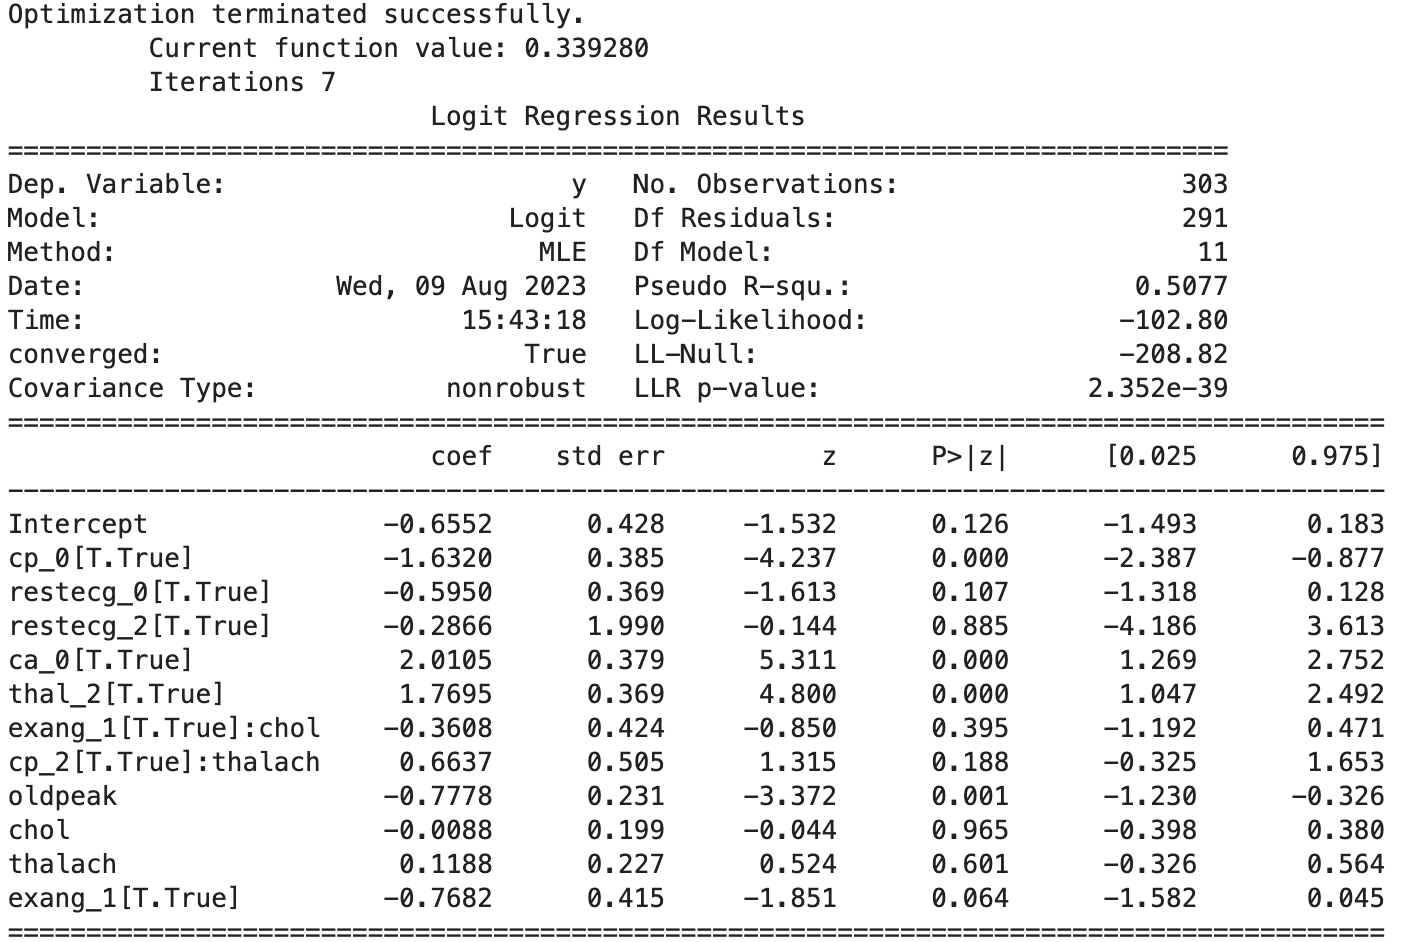 Optimization terminated successfully.
         Current function value: 0.339280
         Iterations 7
                           Logit Regression Results
==============================================================================
Dep. Variable:                      y   No. Observations:                  303
Model:                          Logit   Df Residuals:                      291
Method:                           MLE   Df Model:                           11
Date:                Wed, 09 Aug 2023   Pseudo R-squ.:                  0.5077
Time:                        15:43:18   Log-Likelihood:                -102.80
converged:                       True   LL-Null:                       -208.82
Covariance Type:            nonrobust   LLR p-value:                 2.352e-39
========================================================================================
                           coef    std err          z      P>|z|      [0.025      0.975]
----------------------------------------------------------------------------------------
Intercept               -0.6552      0.428     -1.532      0.126      -1.493       0.183
cp_0[T.True]            -1.6320      0.385     -4.237      0.000      -2.387      -0.877
restecg_0[T.True]       -0.5950      0.369     -1.613      0.107      -1.318       0.128
restecg_2[T.True]       -0.2866      1.990     -0.144      0.885      -4.186       3.613
ca_0[T.True]             2.0105      0.379      5.311      0.000       1.269       2.752
thal_2[T.True]           1.7695      0.369      4.800      0.000       1.047       2.492
exang_1[T.True]:chol    -0.3608      0.424     -0.850      0.395      -1.192       0.471
cp_2[T.True]:thalach     0.6637      0.505      1.315      0.188      -0.325       1.653
oldpeak                 -0.7778      0.231     -3.372      0.001      -1.230      -0.326
chol                    -0.0088      0.199     -0.044      0.965      -0.398       0.380
thalach                  0.1188      0.227      0.524      0.601      -0.326       0.564
exang_1[T.True]         -0.7682      0.415     -1.851      0.064      -1.582       0.045
========================================================================================